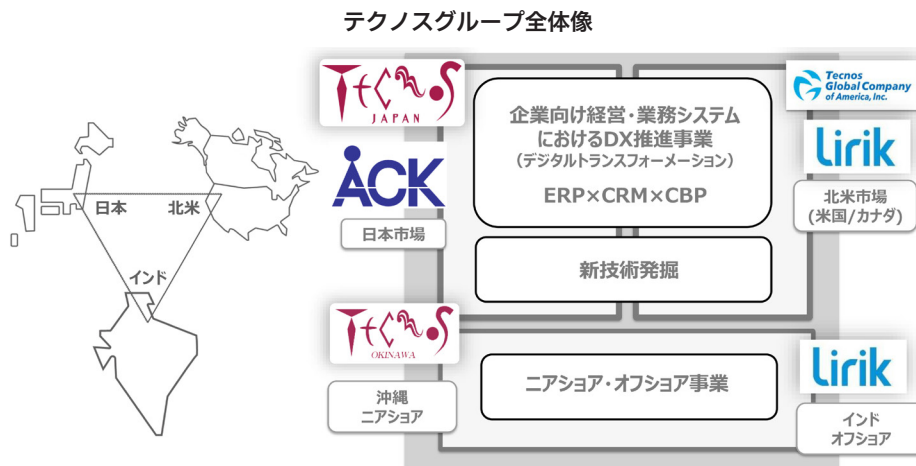 テクノスグループ全体像
日本
北米
インド
TECNOS
JAPAN
ACK
日本市場
企業向け経営・業務システム
におけるDX推進事業
(デジタルトランスフォーメーション)
ERP×CRM×CBP
新技術発掘
Tecnos
Global Company
of America, Inc.
Lirik
北米市場
(米国/カナダ)
TECNOS
OKINAWA
沖縄
ニアショア
ニアショア・オフショア事業
Lirik
インド
オフショア